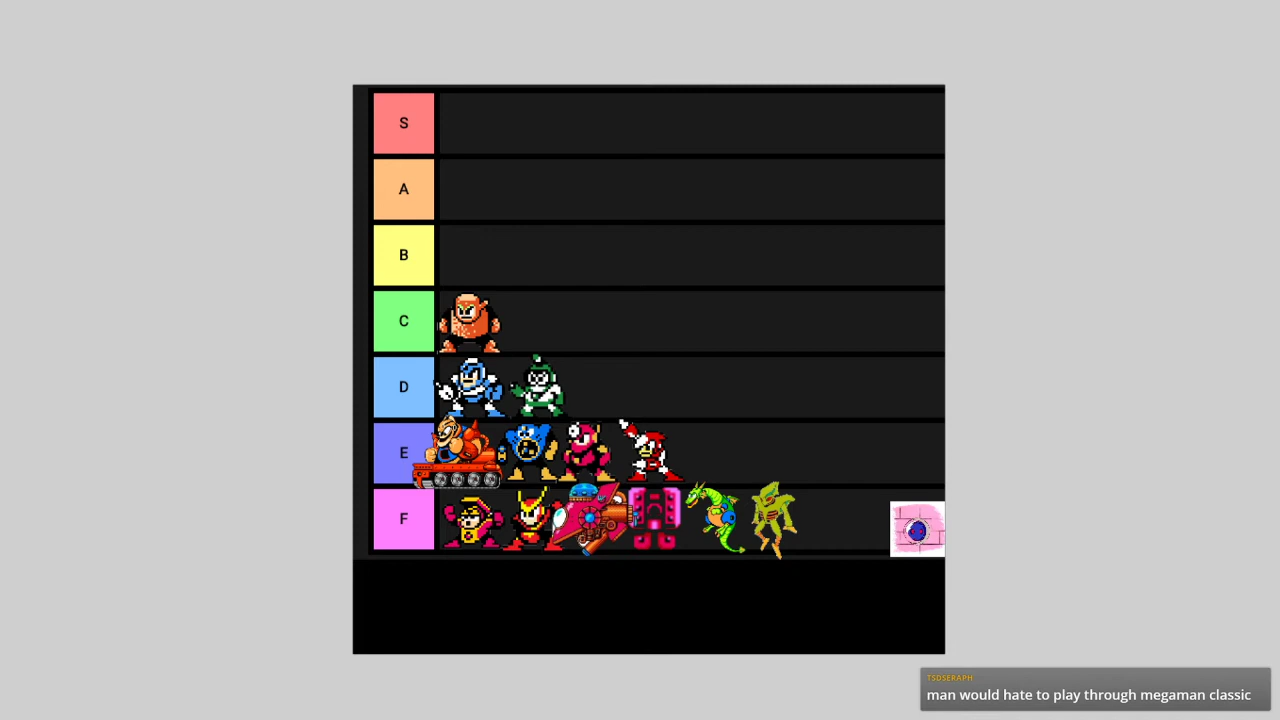 S
A
B
C
D
E
F
TSDSERAPH
man would hate to play through megaman classic